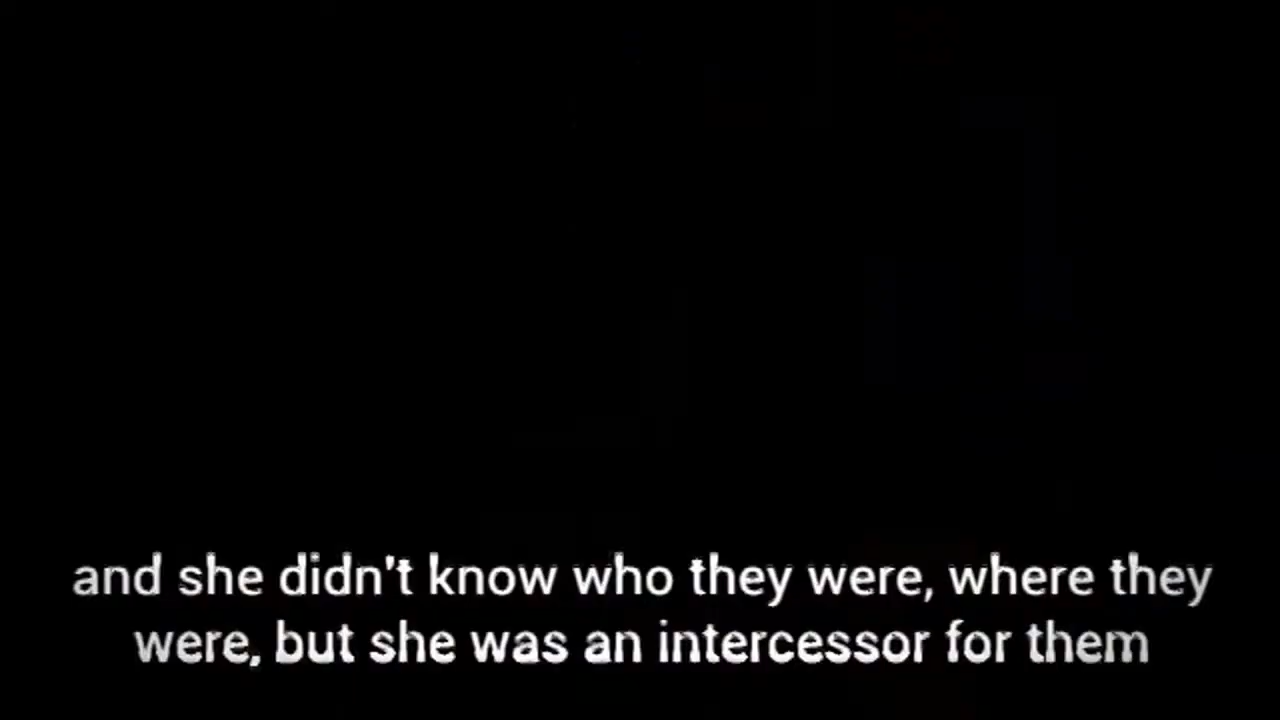 and she didn't know who they were, where they
were, but she was an intercessor for them